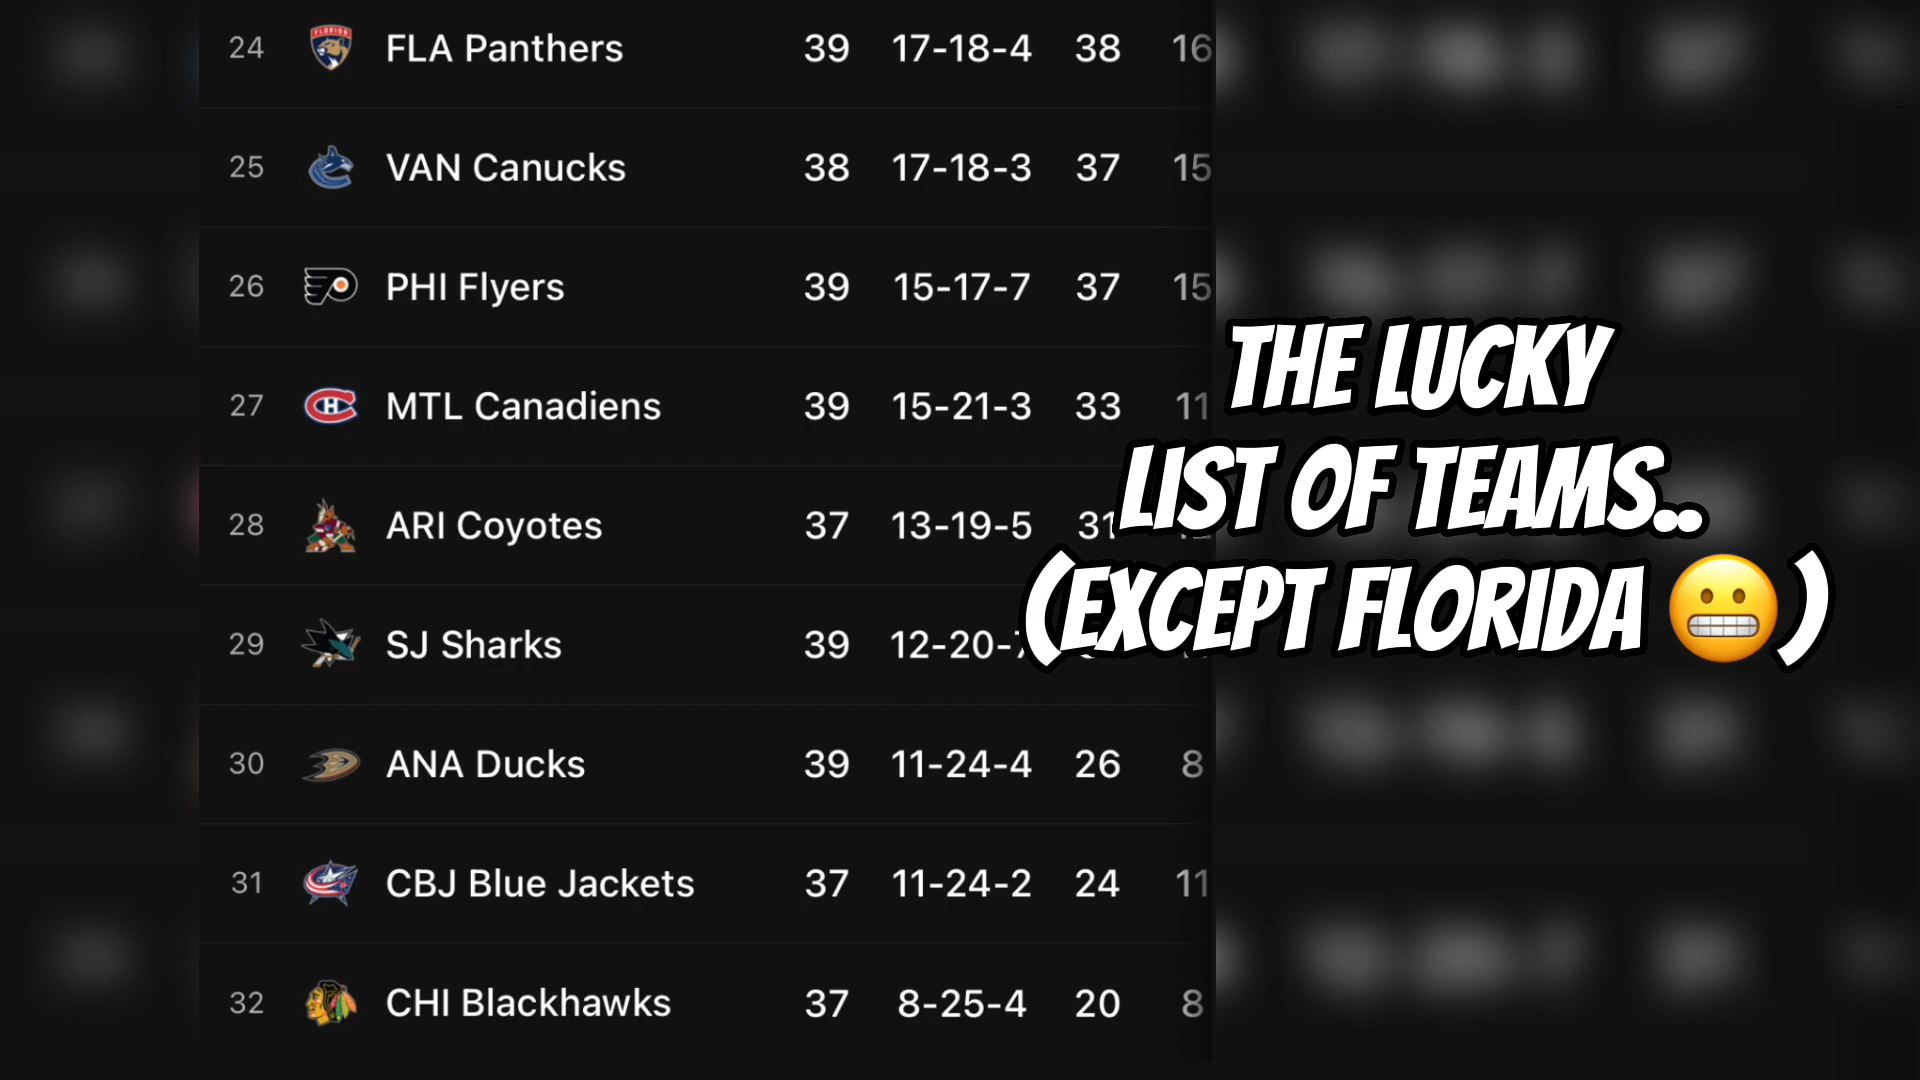 24 FLA Panthers 39 17-18-4 38 16
25 VAN Canucks 38 17-18-3 37 15
26 PHI Flyers 39 15-17-7 37 15
27 MTL Canadiens 39 15-21-3 33 11
28 ARI Coyotes 37 13-19-5 31
29 SJ Sharks 39 12-20-7
30 ANA Ducks 39 11-24-4 26 8
31 CBJ Blue Jackets 37 11-24-2 24 11
32 CHI Blackhawks 37 8-25-4 20 8
THE LUCKY
LIST OF TEAMS..
(EXCEPT FLORIDA 😬)